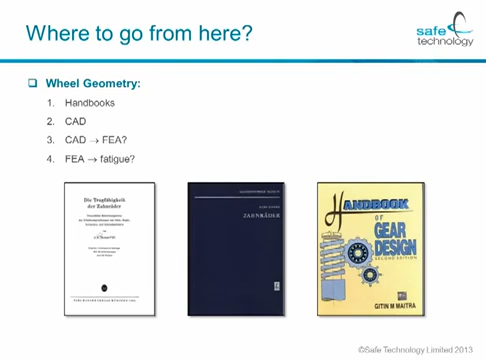 Where to go from here?
safe
technology
Wheel Geometry:
1. Handbooks
2. CAD
3. CAD → FEA?
4. FEA → fatigue?
Die Tragfähigkeit
der Zahnräder
ZAHNRÄDER
HANDBOOK
OF
GEAR
DESIGN
SECOND EDITION
GITIN M MAITRA
©Safe Technology Limited 2013